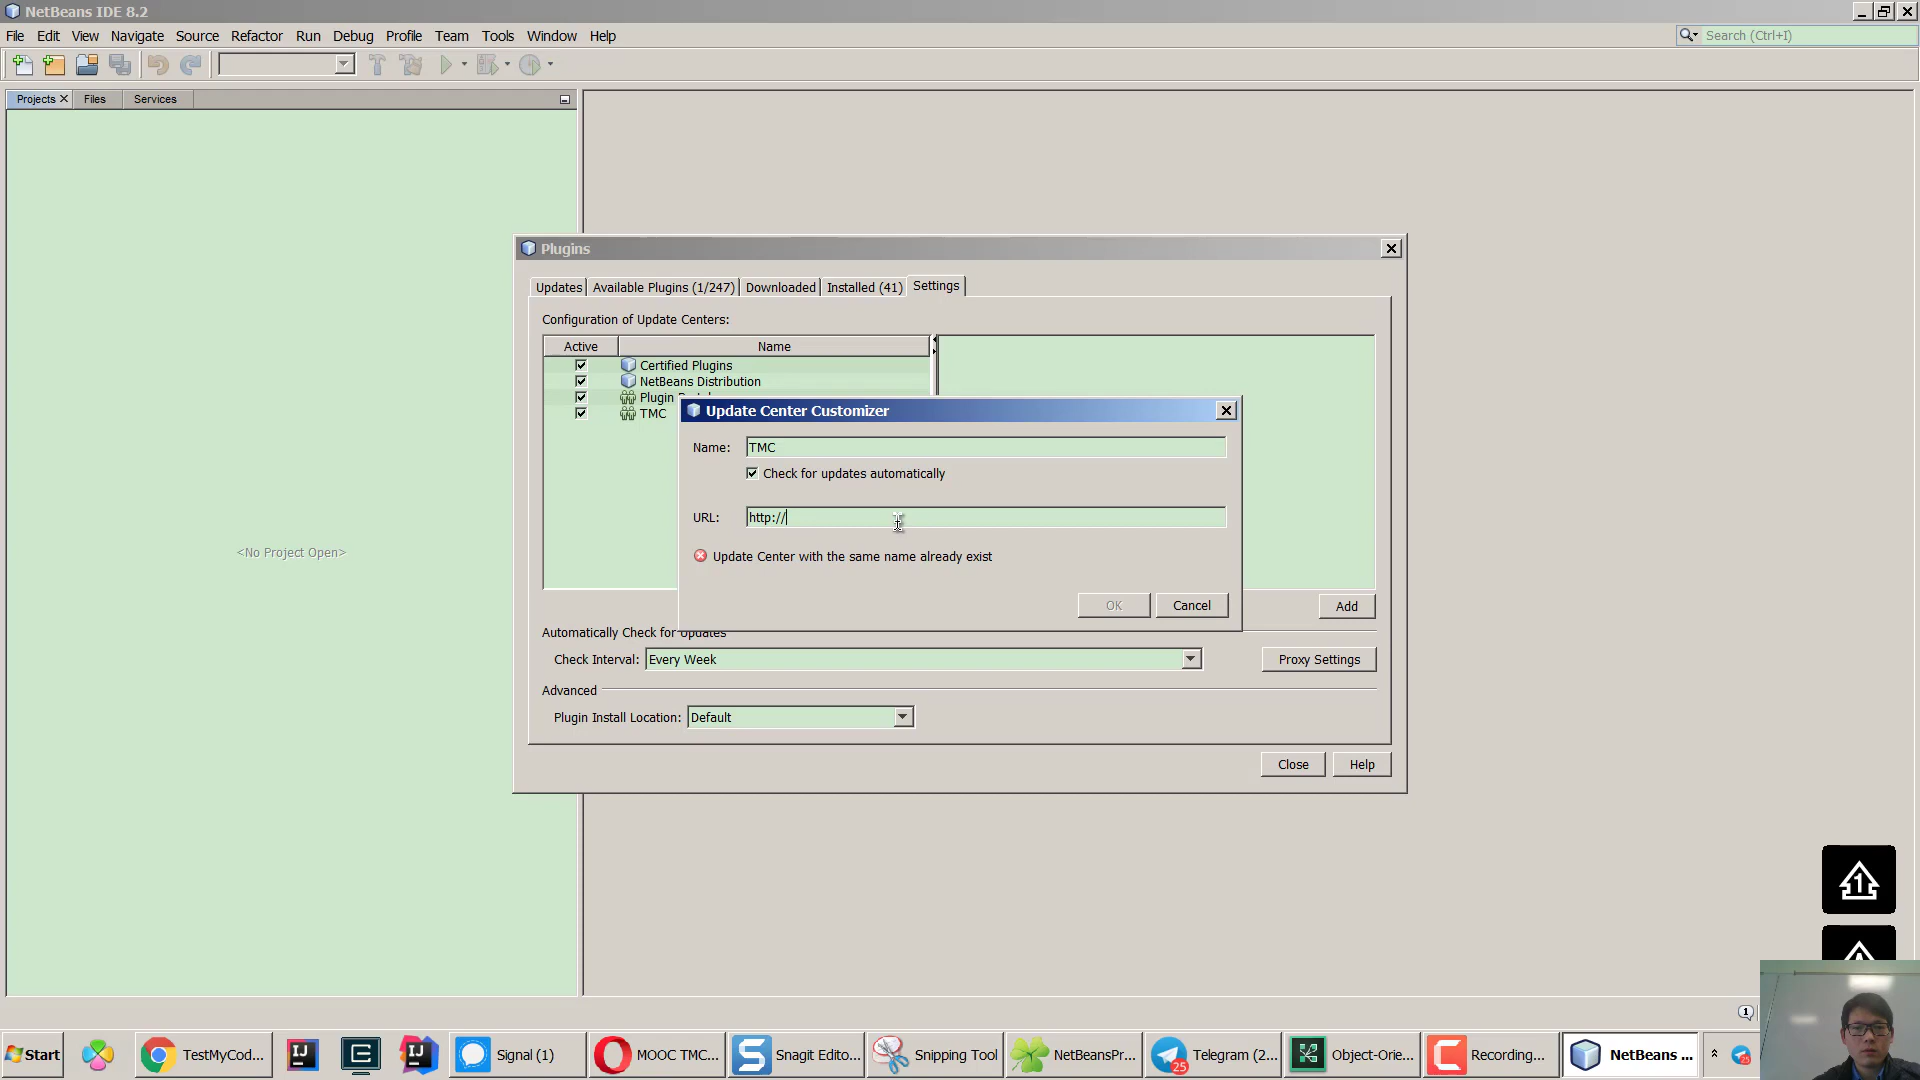 NetBeans IDE 8.2
File Edit View Navigate Source Refactor Run Debug Profile Team Tools Window Help
Search (Ctrl+I)
Projects Files Services
<No Project Open>
Plugins
Updates Available Plugins (1/247) Downloaded Installed (41) Settings
Configuration of Update Centers:
Active Name
Certified Plugins
NetBeans Distribution
Plugin
TMC
Update Center Customizer
Name: TMC
Check for updates automatically
URL: http://
Update Center with the same name already exist
OK Cancel
Add
Automatically Check for Updates
Check Interval: Every Week
Proxy Settings
Advanced
Plugin Install Location: Default
Close Help
1
1
Start TestMyCod... IJ IJ Signal (1) MOOC TMC... S Snagit Edito... Snipping Tool NetBeansPr... 25 Telegram (2... Object-Orie... Recording... NetBeans ...